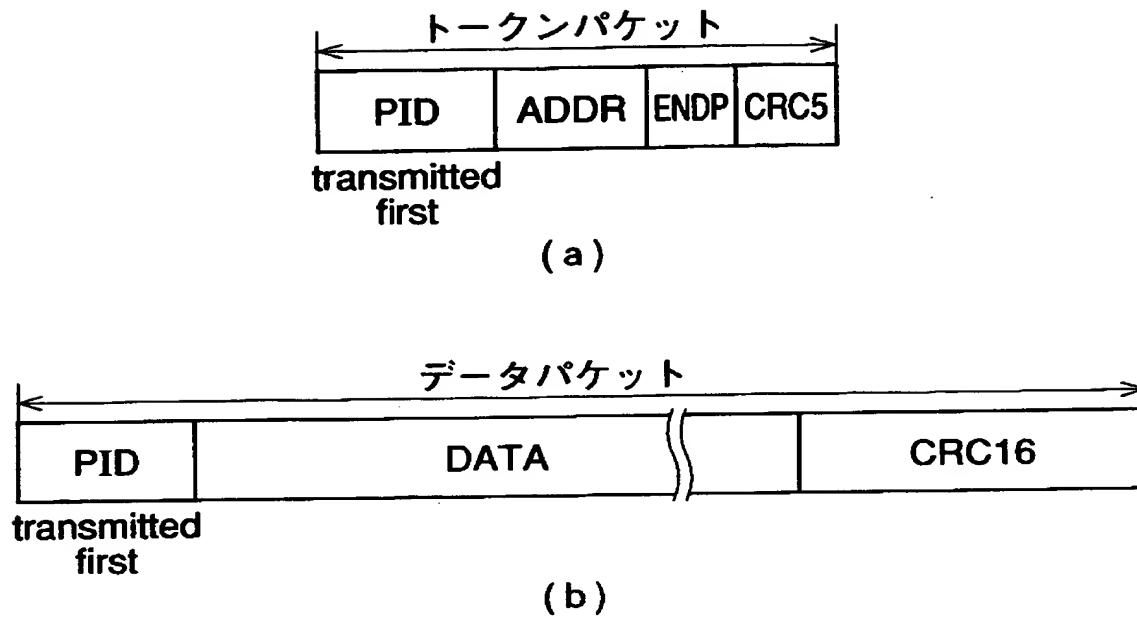 トークンパケット
PID ADDR ENDP CRC5
transmitted
first
(a)
データパケット
PID DATA CRC16
transmitted
first
(b)